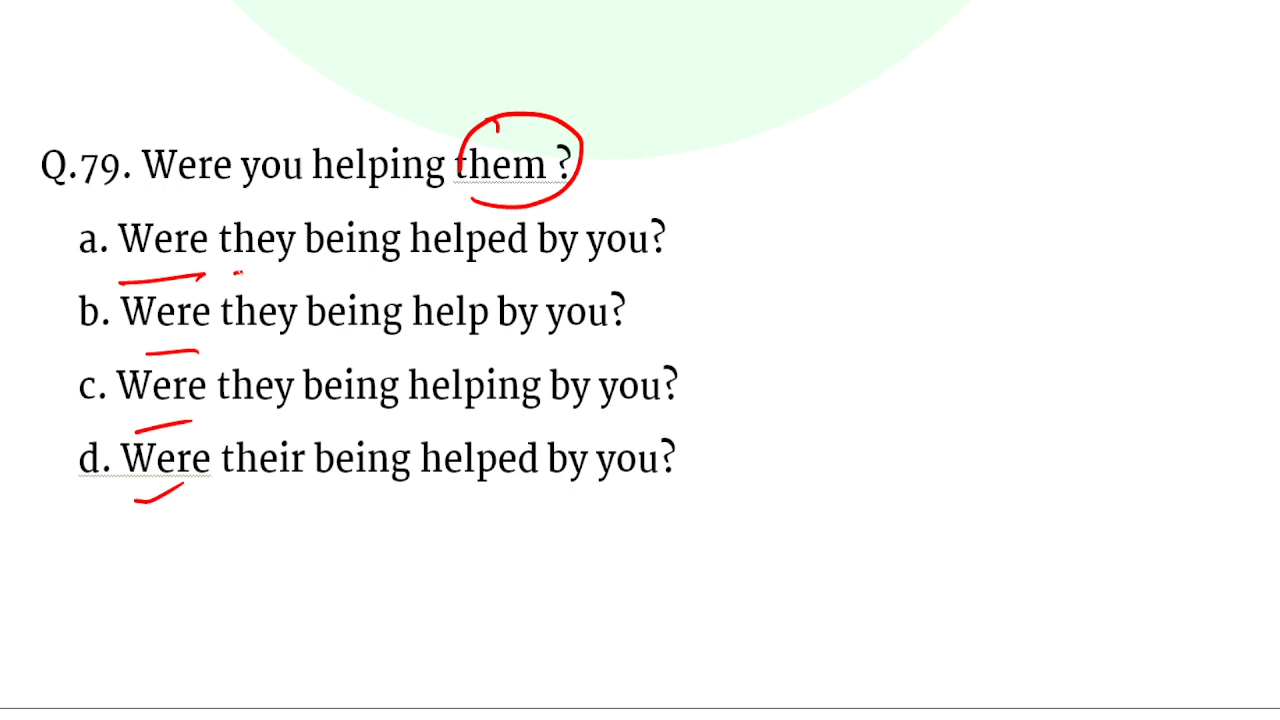 Q.79. Were you helping them ?
a. Were they being helped by you?
b. Were they being help by you?
c. Were they being helping by you?
d. Were their being helped by you?